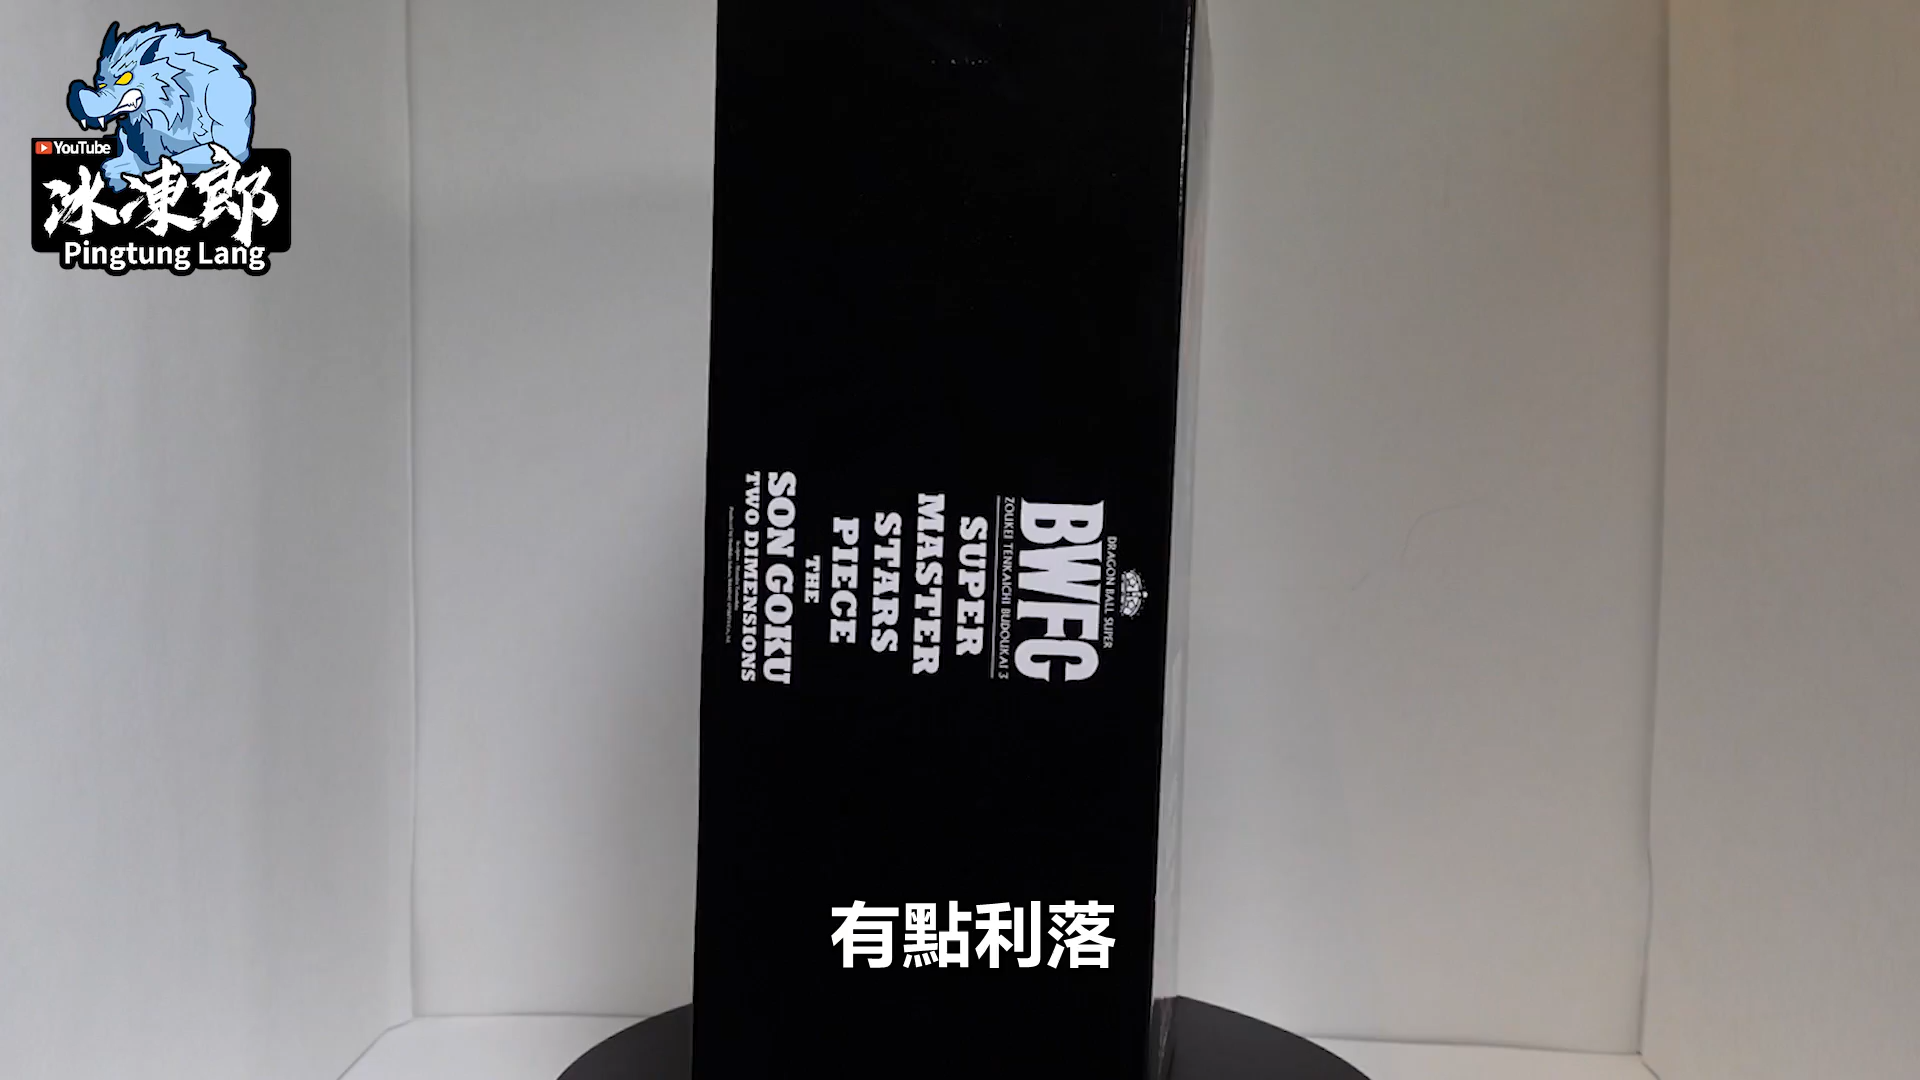 YouTube
冰凍郎
Pingtung Lang
DRAGON BALL SUPER
BWFC
ZOUKEI TENKAICHI BUDOUKAI 3
SUPER
MASTER
STARS
PIECE
THE
SON GOKU
TWO DIMENSIONS
有點利落